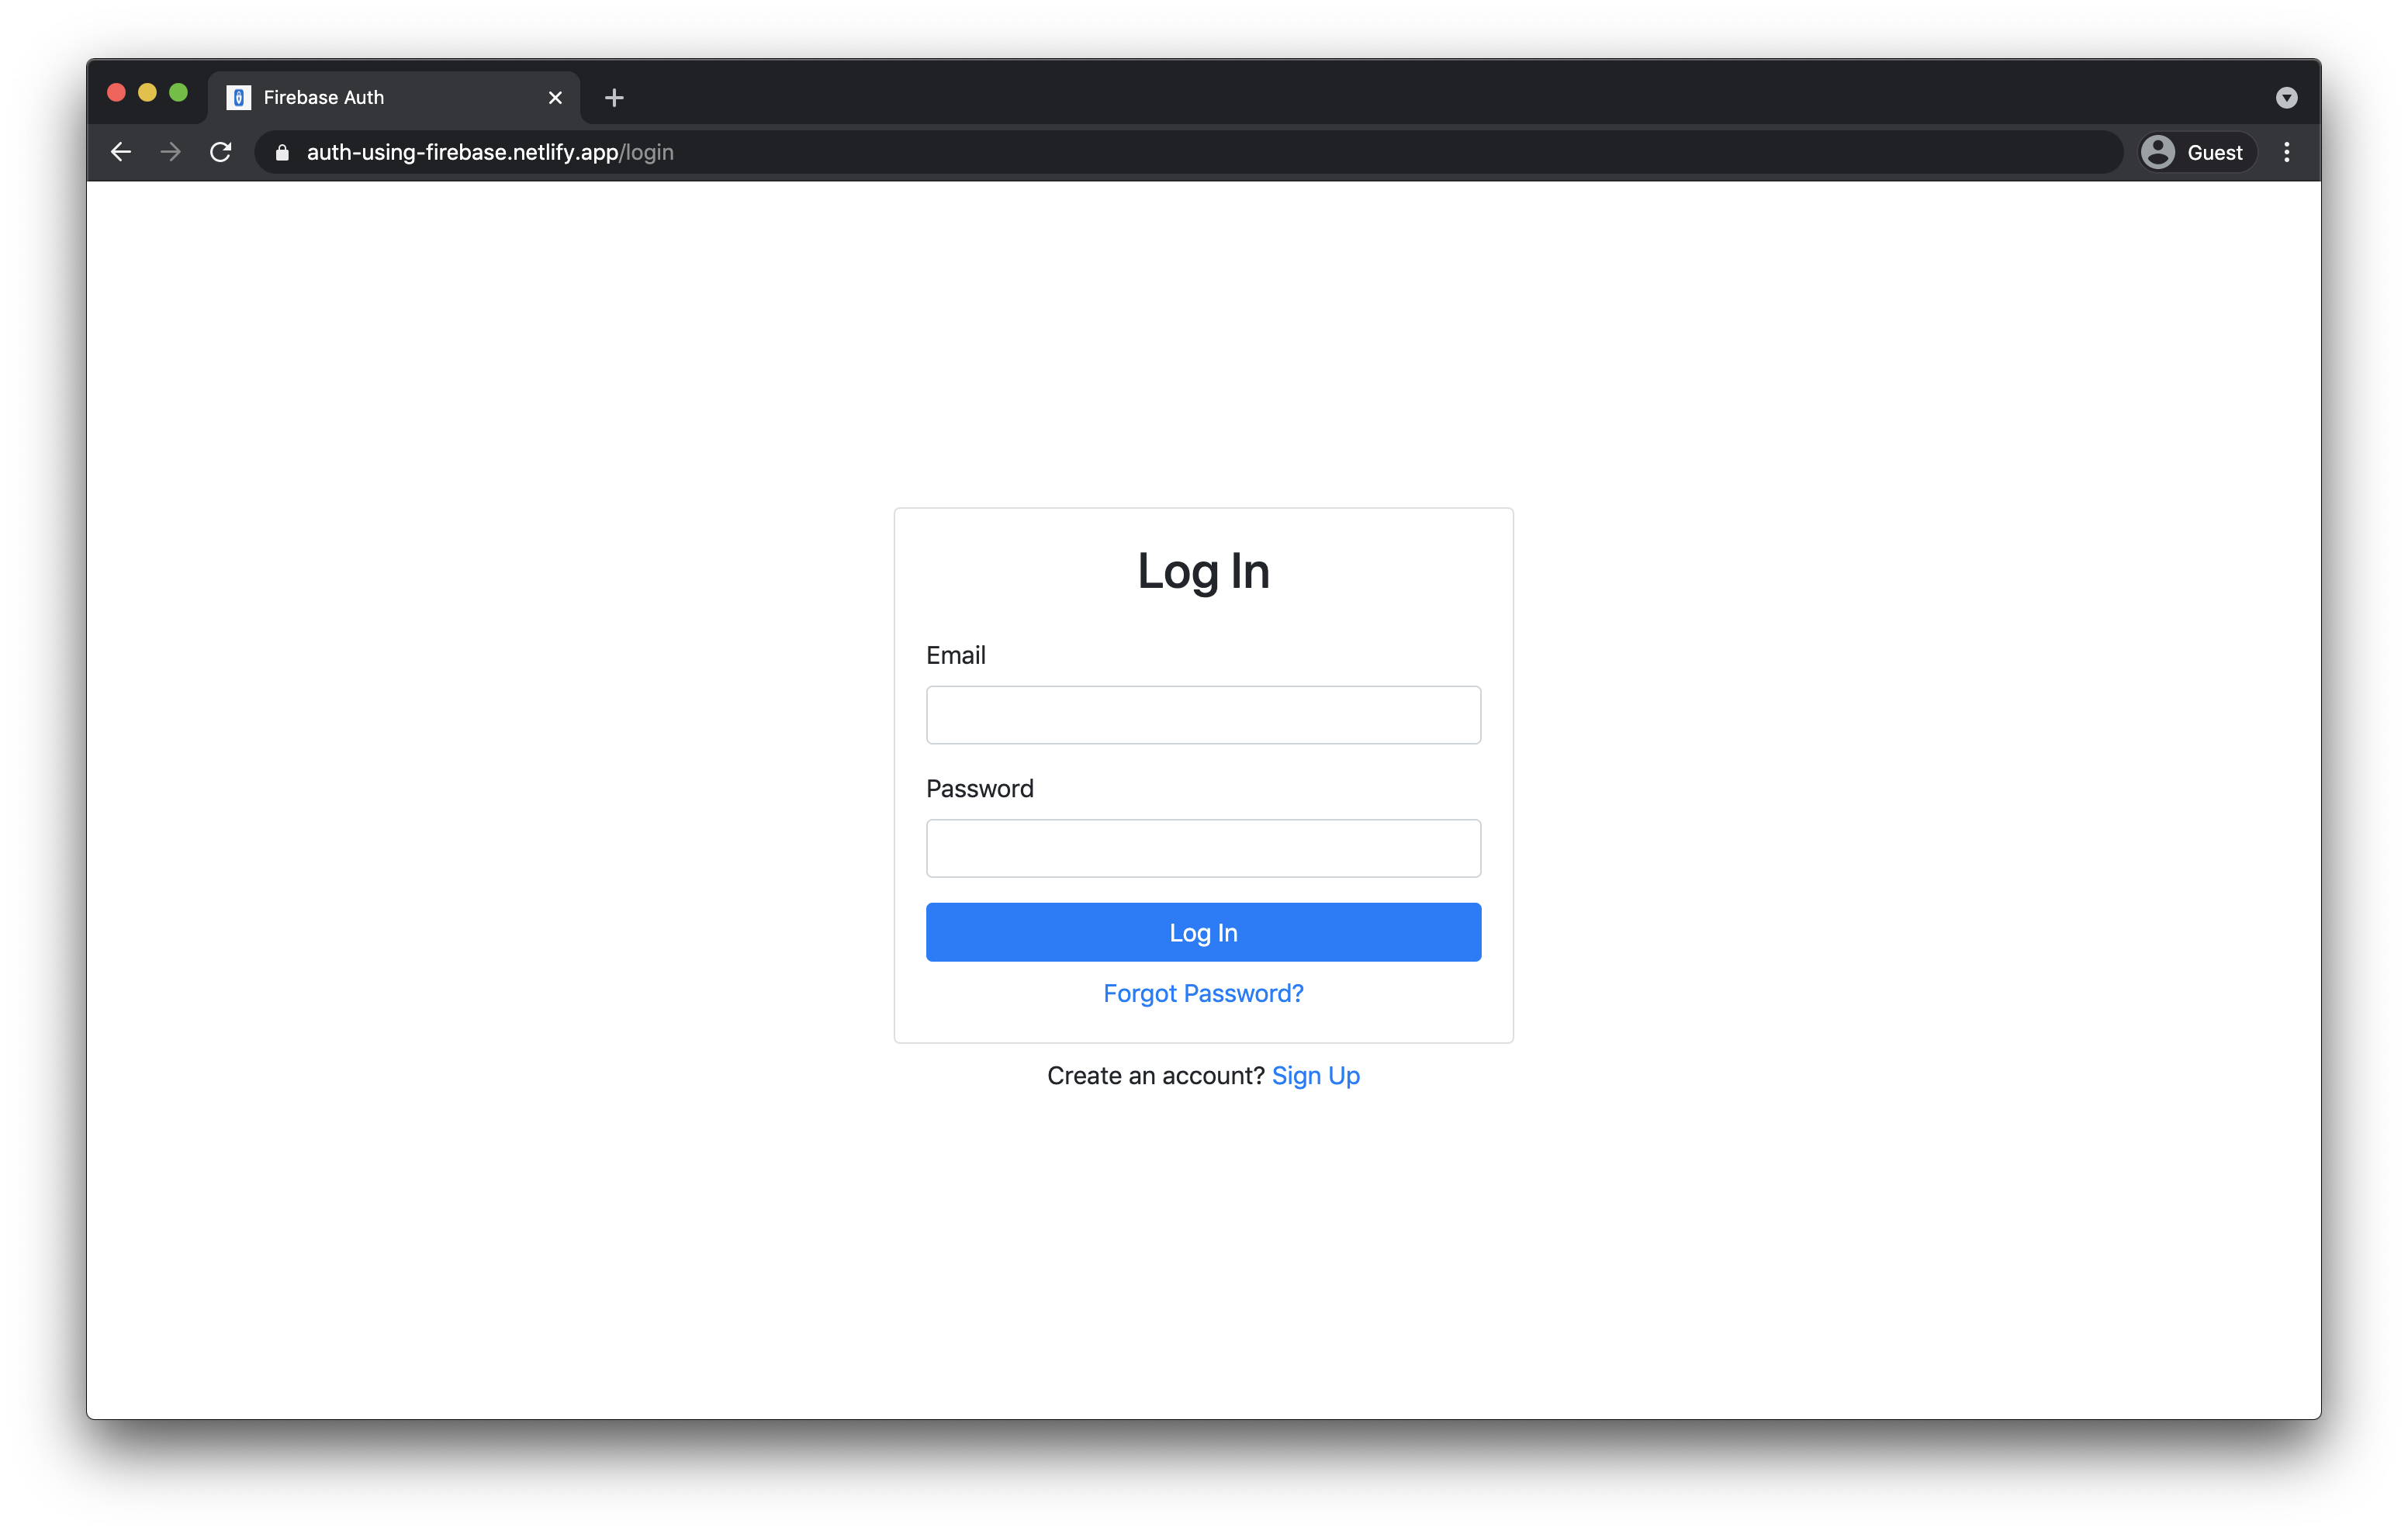 Firebase Auth
auth-using-firebase.netlify.app/login
Guest
Log In
Email
Password
Log In
Forgot Password?
Create an account? Sign Up